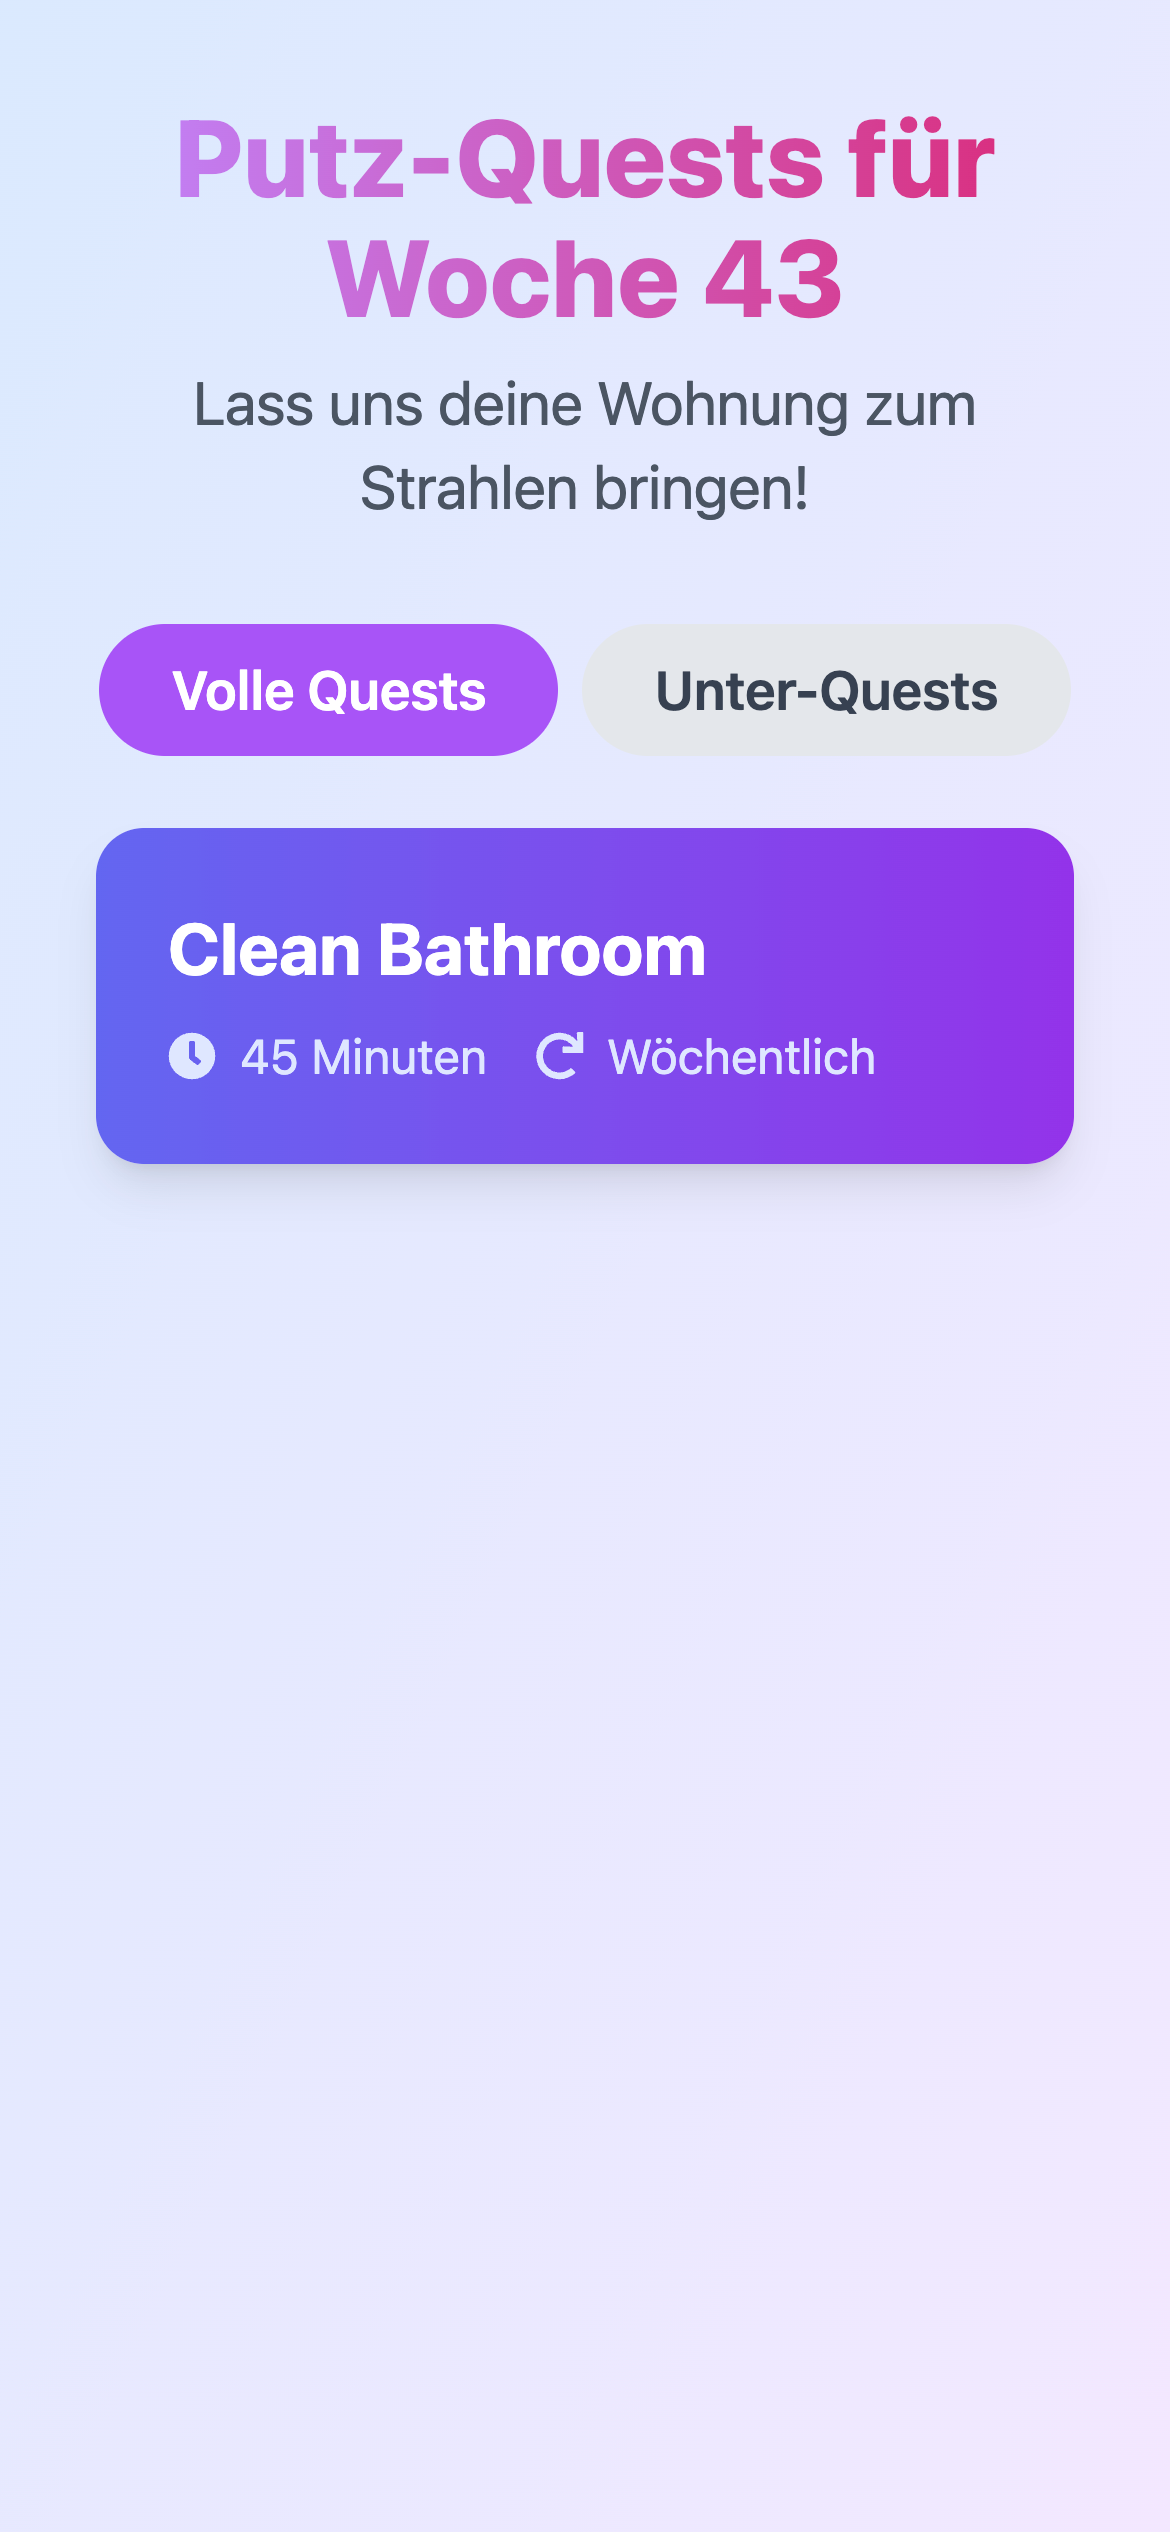 Putz-Quests für
Woche 43
Lass uns deine Wohnung zum
Strahlen bringen!
Volle Quests
Unter-Quests
Clean Bathroom
45 Minuten
Wöchentlich